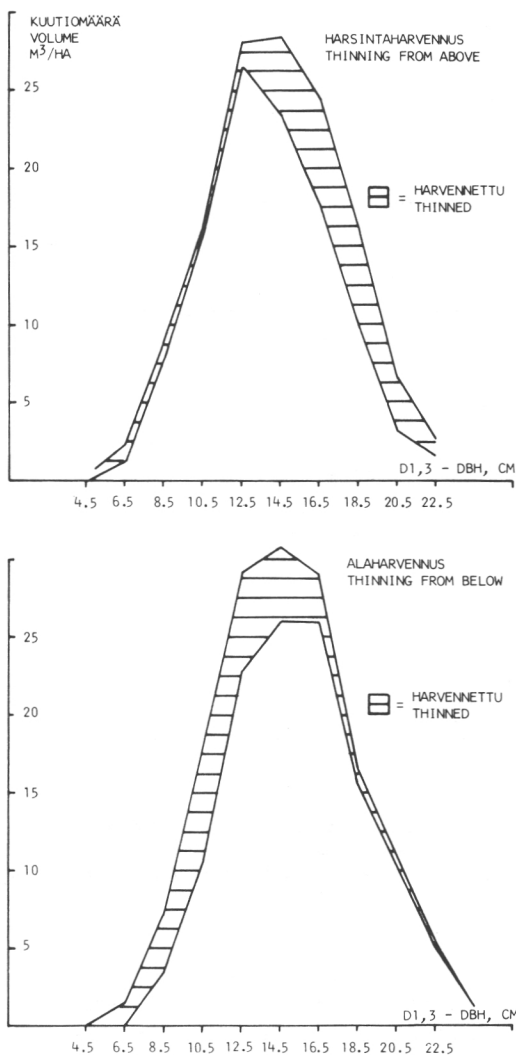 KUUTIOMÄÄRÄ
VOLUME
M³/HA
HARSINTAHARVENNUS
THINNING FROM ABOVE
25
20
15
10
5
= HARVENNETTU
THINNED
D1,3 - DBH, CM
4.5 6.5 8.5 10.5 12.5 14.5 16.5 18.5 20.5 22.5
ALAHARVENNUS
THINNING FROM BELOW
25
20
15
10
5
= HARVENNETTU
THINNED
D1,3 - DBH, CM
4.5 6.5 8.5 10.5 12.5 14.5 16.5 18.5 20.5 22.5